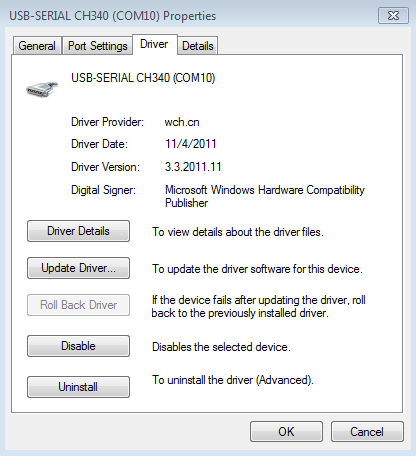 USB-SERIAL CH340 (COM10) Properties
General Port Settings Driver Details
USB-SERIAL CH340 (COM10)
Driver Provider: wch.cn
Driver Date: 11/4/2011
Driver Version: 3.3.2011.11
Digital Signer: Microsoft Windows Hardware Compatibility
Publisher
Driver Details To view details about the driver files.
Update Driver... To update the driver software for this device.
Roll Back Driver If the device fails after updating the driver, roll
back to the previously installed driver.
Disable Disables the selected device.
Uninstall To uninstall the driver (Advanced).
OK Cancel